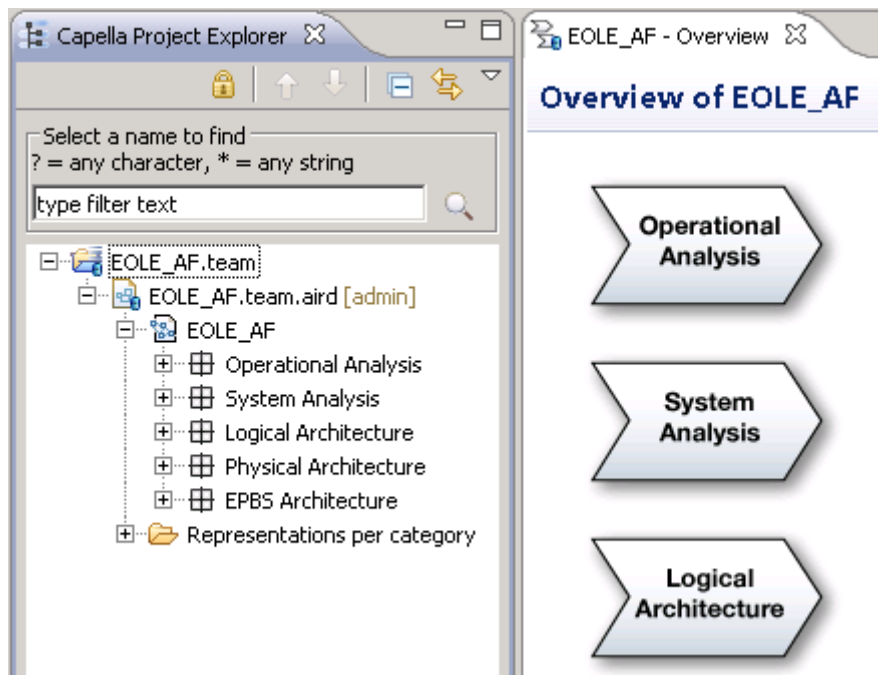 Capella Project Explorer
Select a name to find
? = any character, * = any string
type filter text
EOLE_AF.team
EOLE_AF.team.aird [admin]
EOLE_AF
Operational Analysis
System Analysis
Logical Architecture
Physical Architecture
EPBS Architecture
Representations per category
EOLE_AF - Overview
Overview of EOLE_AF
Operational
Analysis
System
Analysis
Logical
Architecture